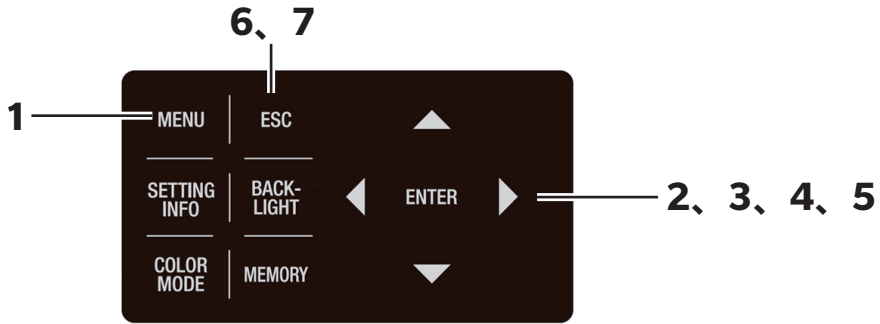 6、7
1
MENU
ESC
SETTING
INFO
BACK-
LIGHT
ENTER
2、3、4、5
COLOR
MODE
MEMORY